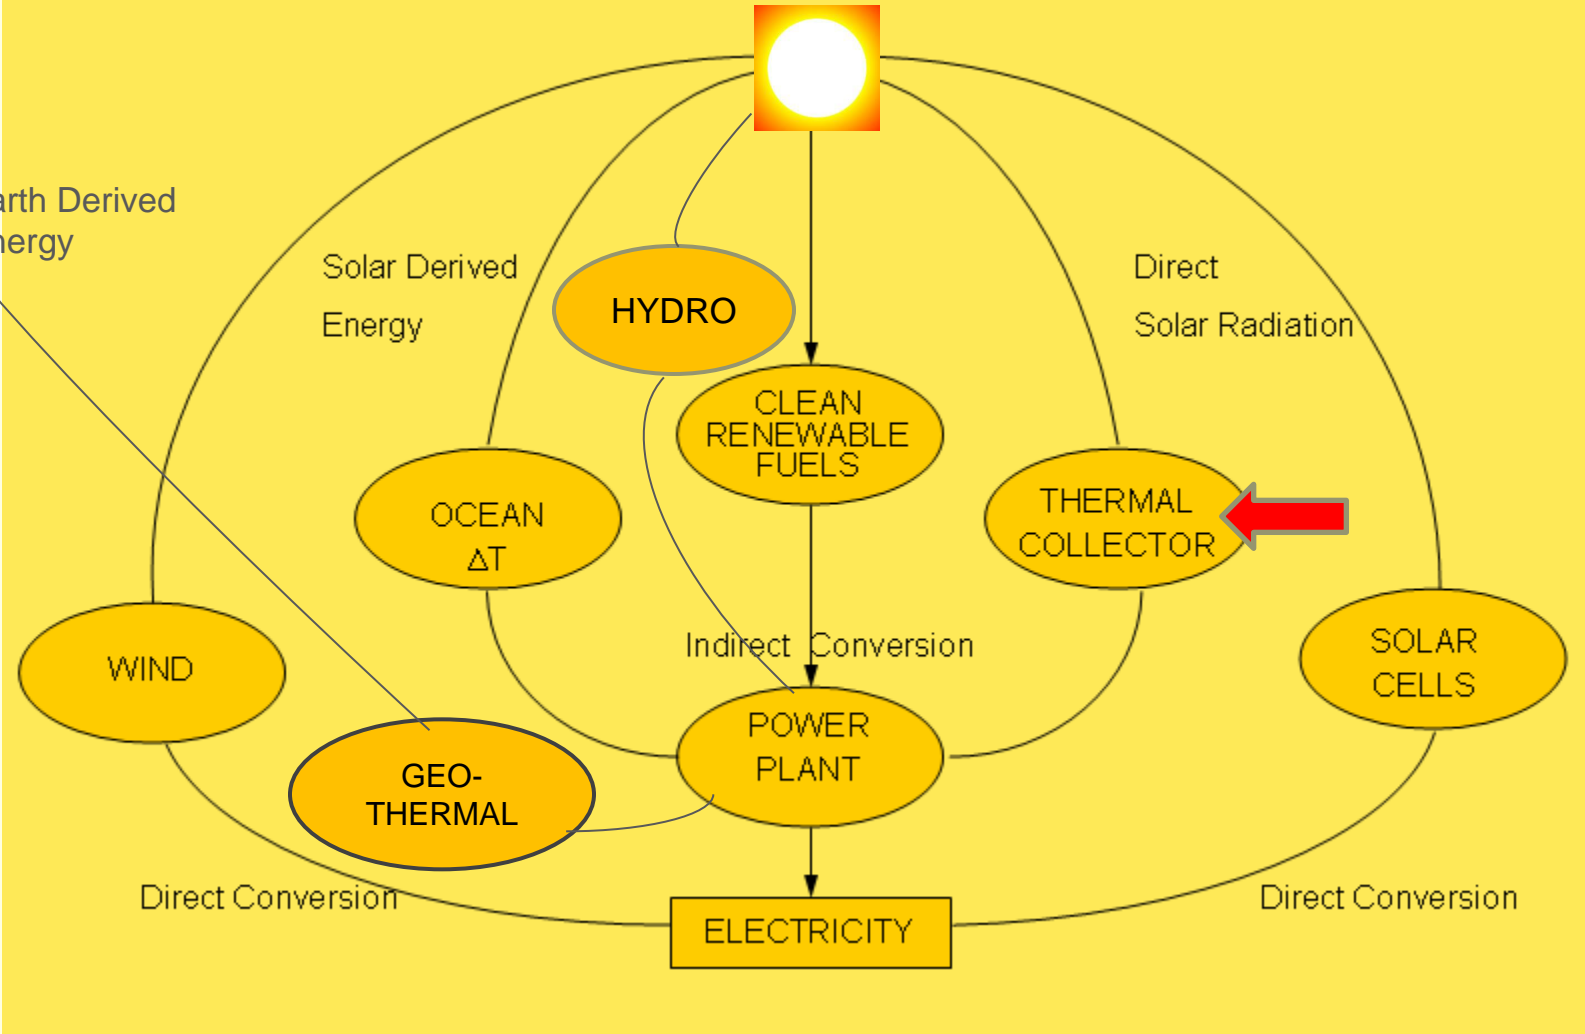 arth Derived
nergy
Solar Derived
Energy
HYDRO
Direct
Solar Radiation
CLEAN
RENEWABLE
FUELS
OCEAN
ΔT
THERMAL
COLLECTOR
Indirect Conversion
WIND
SOLAR
CELLS
POWER
PLANT
GEO-
THERMAL
Direct Conversion
Direct Conversion
ELECTRICITY